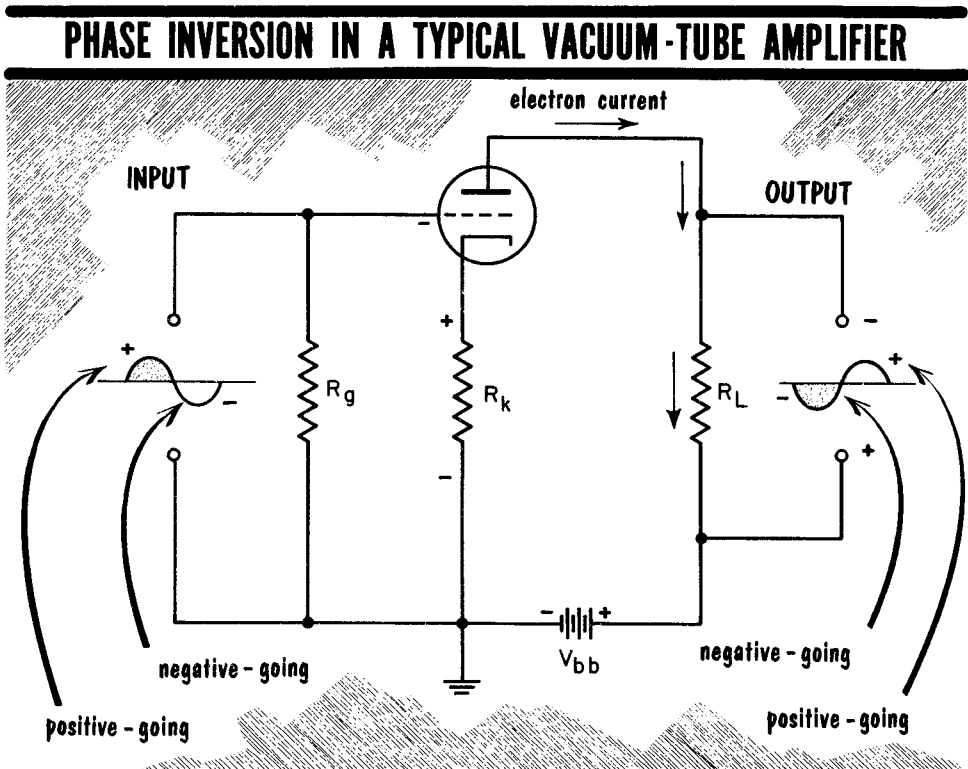 PHASE INVERSION IN A TYPICAL VACUUM-TUBE AMPLIFIER
electron current
INPUT
OUTPUT
-
+
-
+
+
-
-
+
Rg
Rk
RL
-
+
-
+
Vbb
negative-going
negative-going
positive-going
positive-going